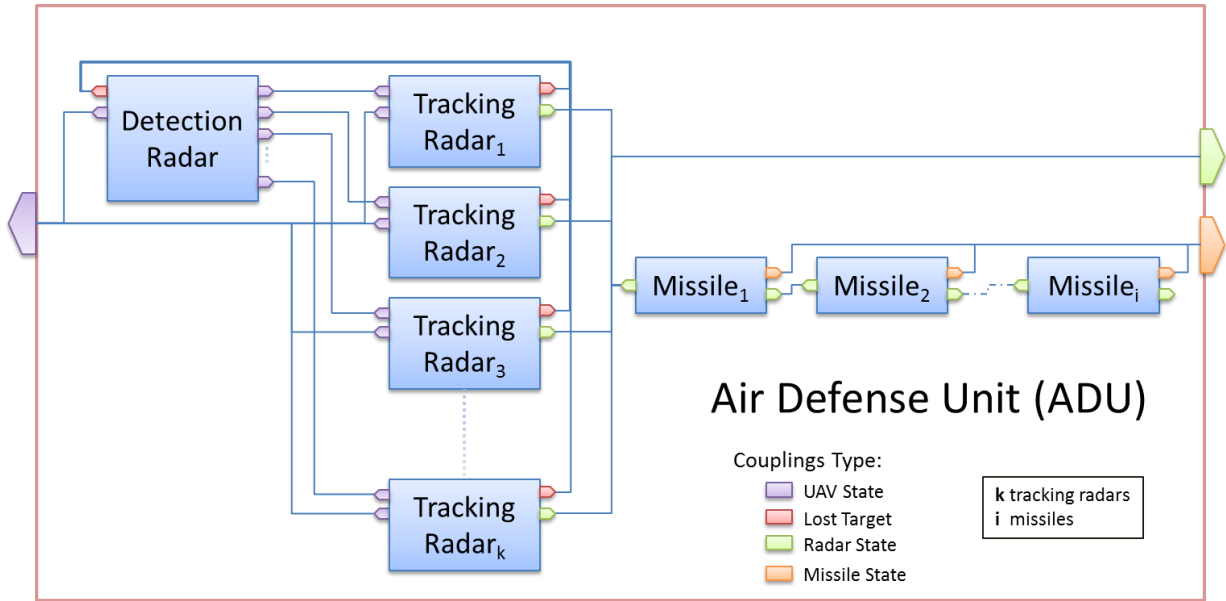 Detection
Radar
Tracking
Radar1
Tracking
Radar2
Tracking
Radar3
Tracking
Radark
Missile1
Missile2
Missilei
Air Defense Unit (ADU)
Couplings Type:
UAV State
Lost Target
Radar State
Missile State
k tracking radars
i missiles